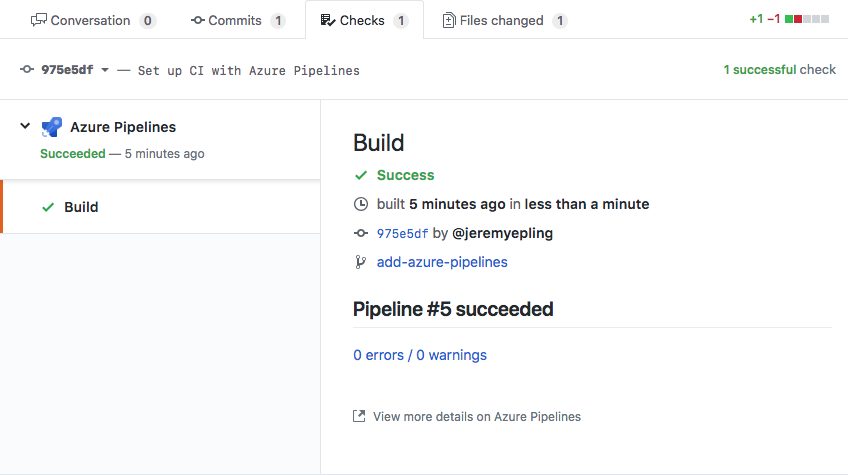 Conversation 0 Commits 1 Checks 1 Files changed 1 +1 −1
975e5df — Set up CI with Azure Pipelines 1 successful check
Azure Pipelines
Succeeded — 5 minutes ago
Build
Build
Success
built 5 minutes ago in less than a minute
975e5df by @jeremyepling
add-azure-pipelines
Pipeline #5 succeeded
0 errors / 0 warnings
View more details on Azure Pipelines